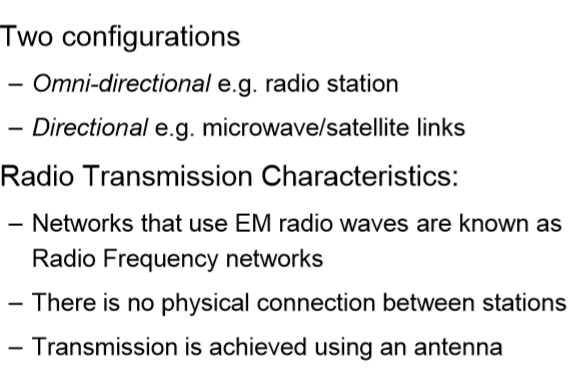 Two configurations
– Omni-directional e.g. radio station
– Directional e.g. microwave/satellite links
Radio Transmission Characteristics:
– Networks that use EM radio waves are known as
Radio Frequency networks
– There is no physical connection between stations
– Transmission is achieved using an antenna